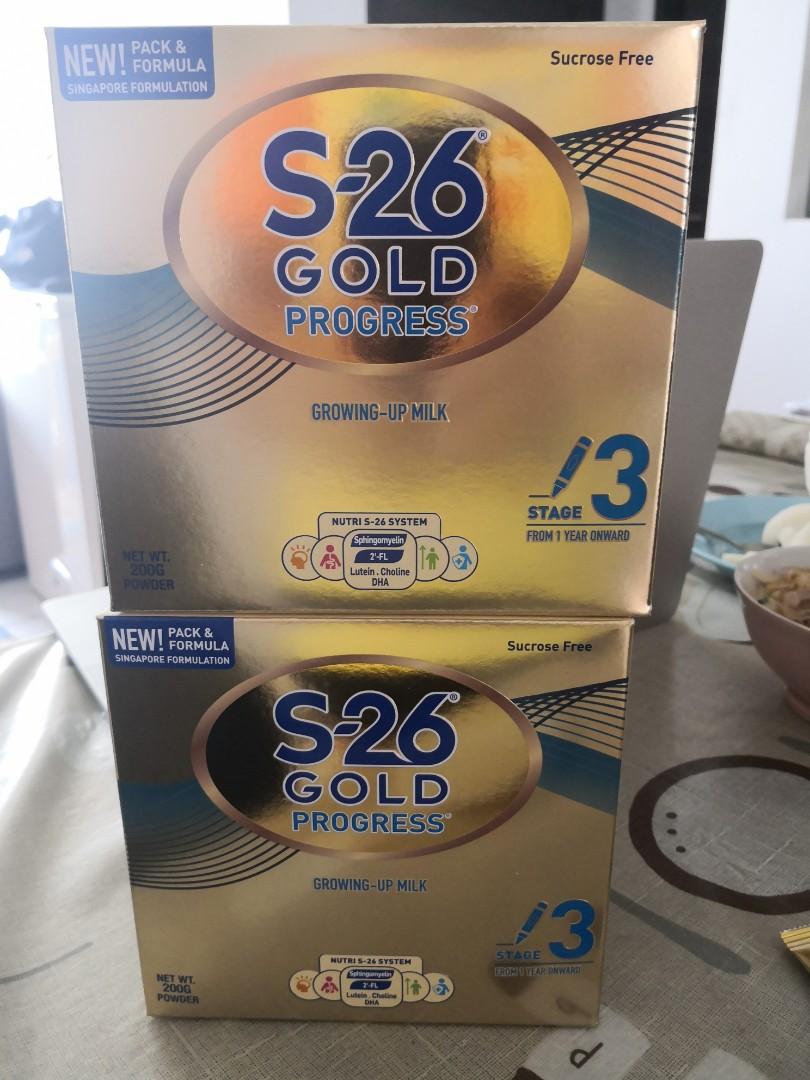 NEW! PACK &
FORMULA
SINGAPORE FORMULATION
Sucrose Free
S-26®
GOLD
PROGRESS®
GROWING-UP MILK
STAGE 3
FROM 1 YEAR ONWARD
NUTRI S-26 SYSTEM
Sphingomyelin
2'-FL
Lutein . Choline
DHA
NET WT.
200G
POWDER
NEW! PACK &
FORMULA
SINGAPORE FORMULATION
Sucrose Free
S-26®
GOLD
PROGRESS®
GROWING-UP MILK
STAGE 3
FROM 1 YEAR ONWARD
NUTRI S-26 SYSTEM
Sphingomyelin
2'-FL
Lutein . Choline
DHA
NET WT.
200G
POWDER